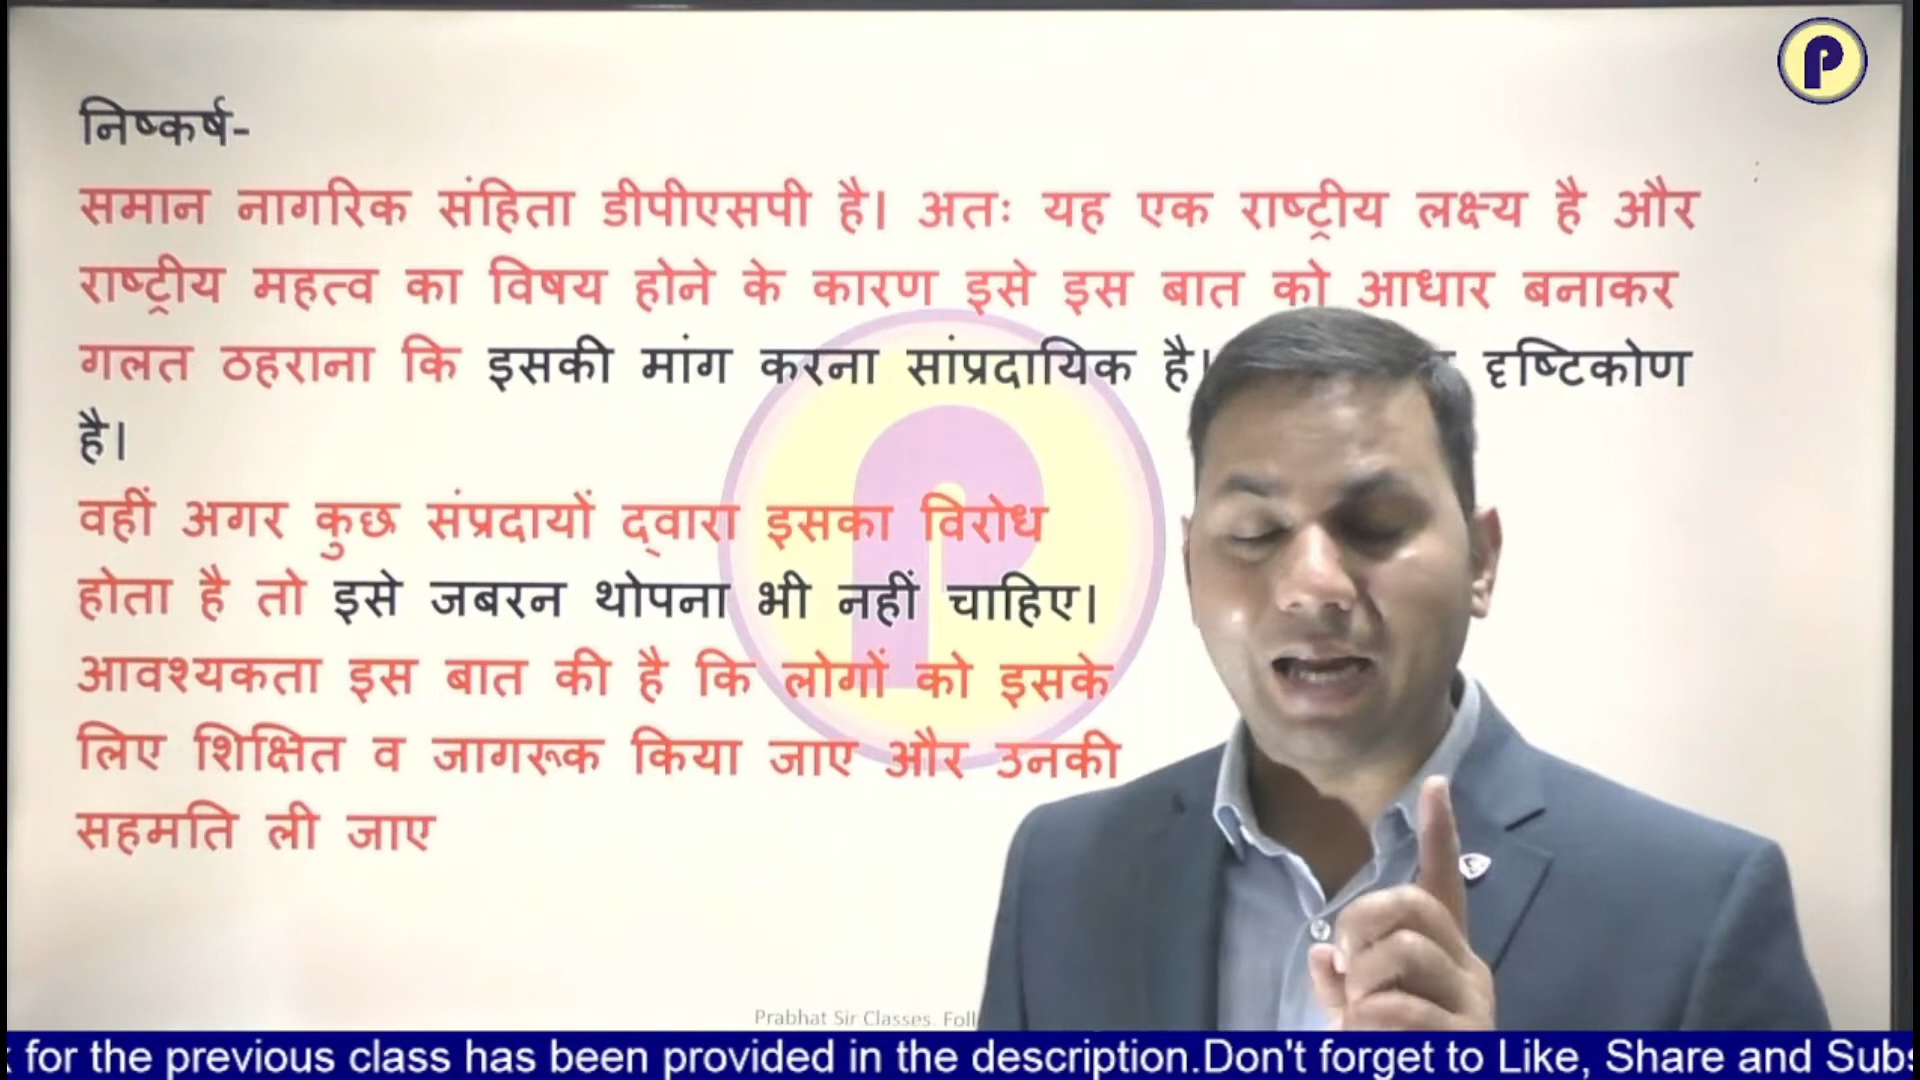 निष्कर्ष-
समान नागरिक संहिता डीपीएसपी है। अतः यह एक राष्ट्रीय लक्ष्य है और
राष्ट्रीय महत्व का विषय होने के कारण इसे इस बात को आधार बनाकर
गलत ठहराना कि इसकी मांग करना सांप्रदायिक है। दृष्टिकोण
है।
वहीं अगर कुछ संप्रदायों द्वारा इसका विरोध
होता है तो इसे जबरन थोपना भी नहीं चाहिए।
आवश्यकता इस बात की है कि लोगों को इसके
लिए शिक्षित व जागरूक किया जाए और उनकी
सहमति ली जाए
Prabhat Sir Classes. Foll
for the previous class has been provided in the description.Don't forget to Like, Share and Subs
P
P